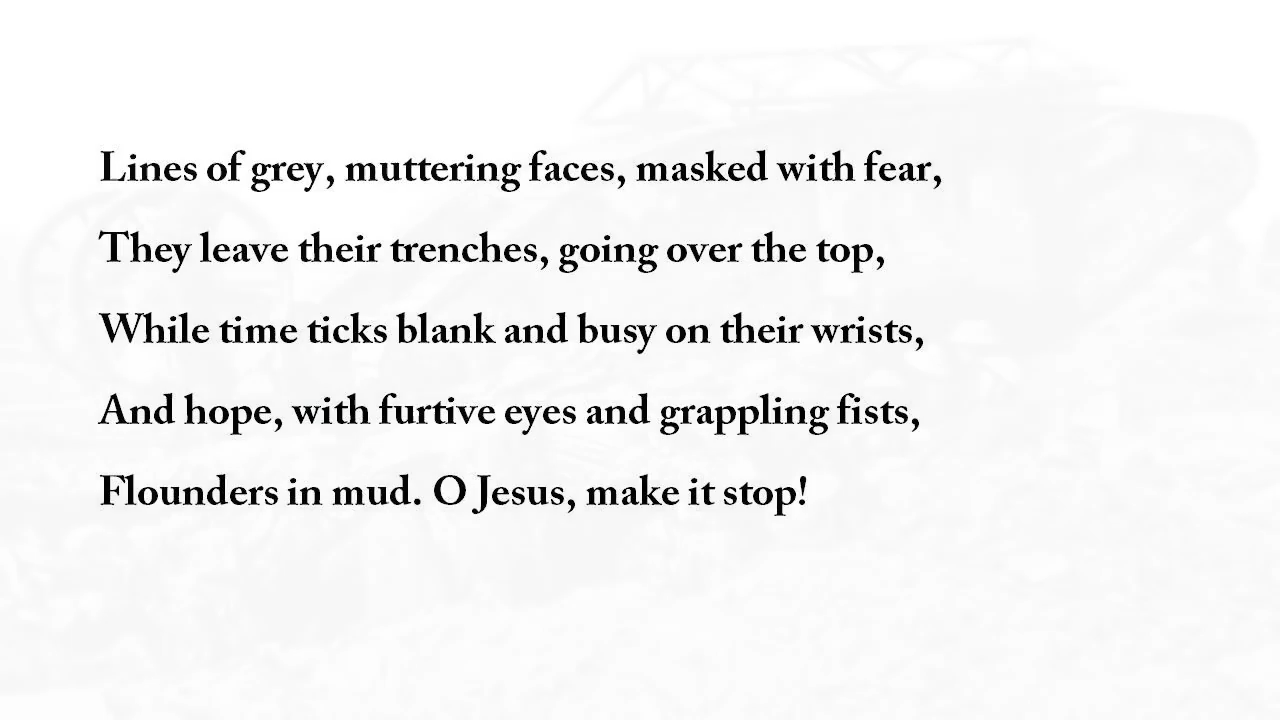 Lines of grey, muttering faces, masked with fear,
They leave their trenches, going over the top,
While time ticks blank and busy on their wrists,
And hope, with furtive eyes and grappling fists,
Flounders in mud. O Jesus, make it stop!